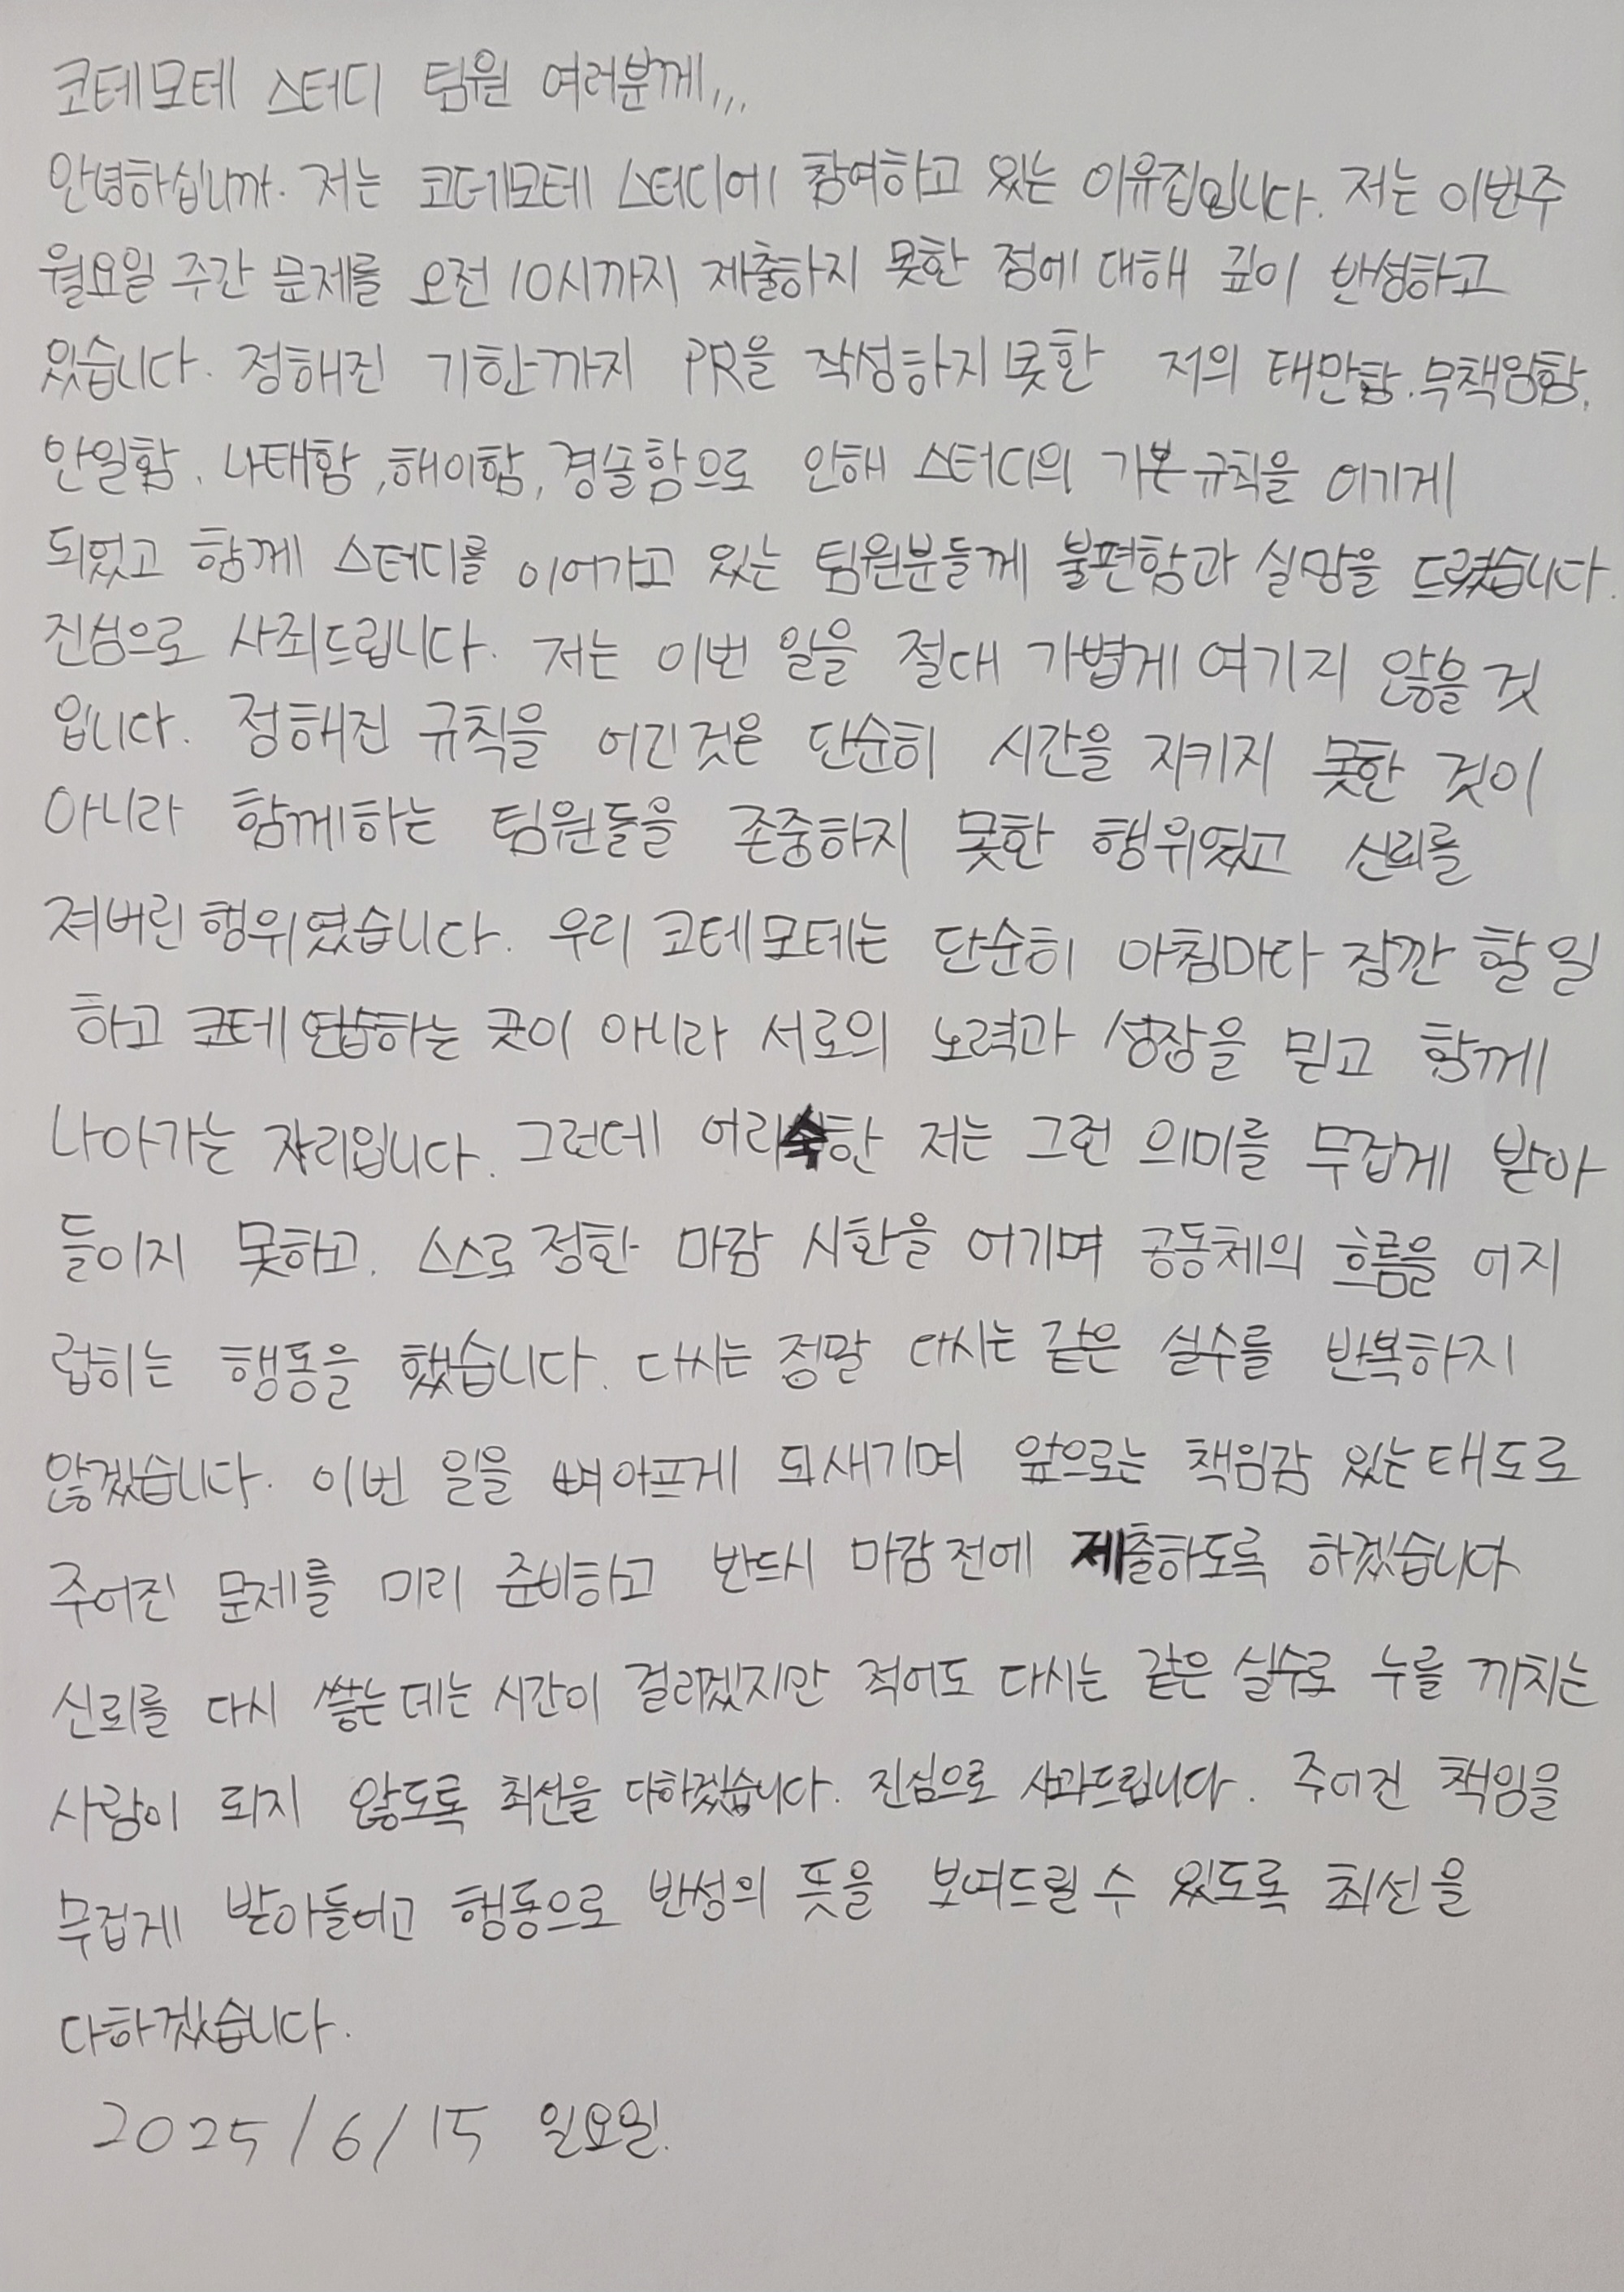 코테모테 스터디 팀원 여러분께,,,
안녕하십니까. 저는 코데모테 스터디에 참여하고 있는 이유집입니다. 저는 이번주
월요일 주간 문제를 오전 10시까지 제출하지 못한 점에 대해 깊이 반성하고
있습니다. 정해진 기한까지 PR을 작성하지 못한 저의 태만함, 무책임함,
안일함, 나태함, 해이함, 경솔함으로 인해 스터디의 기본 규칙을 어기게
되었고 함께 스터디를 이어가고 있는 팀원분들께 불편함과 실망을 드렸습니다.
진심으로 사죄드립니다. 저는 이번 일을 절대 가볍게 여기지 않을 것
입니다. 정해진 규칙을 어긴것은 단순히 시간을 지키지 못한 것이
아니라 함께하는 팀원들을 존중하지 못한 행위였고 신뢰를
져버린 행위였습니다. 우리 코테모테는 단순히 아침마다 잠깐 할일
하고 코테 연습하는 곳이 아니라 서로의 노력과 성장을 믿고 함께
나아가는 자리입니다. 그런데 어리숙한 저는 그런 의미를 무겁게 받아
들이지 못하고, 스스로 정한 마감 시한을 어기며 공동체의 흐름을 어지
럽히는 행동을 했습니다. 다시는 정말 다시는 같은 실수를 반복하지
않겠습니다. 이번 일을 뼈아프게 되새기며 앞으로는 책임감 있는 태도로
주어진 문제를 미리 준비하고 반드시 마감 전에 제출하도록 하겠습니다
신뢰를 다시 쌓는 데는 시간이 걸리겠지만 적어도 다시는 같은 실수로 누를 끼치는
사람이 되지 않도록 최선을 다하겠습니다. 진심으로 사과드립니다. 주어진 책임을
무겁게 받아들이고 행동으로 반성의 뜻을 보여드릴 수 있도록 최선을
다하겠습니다.
2025/6/15 일요일.